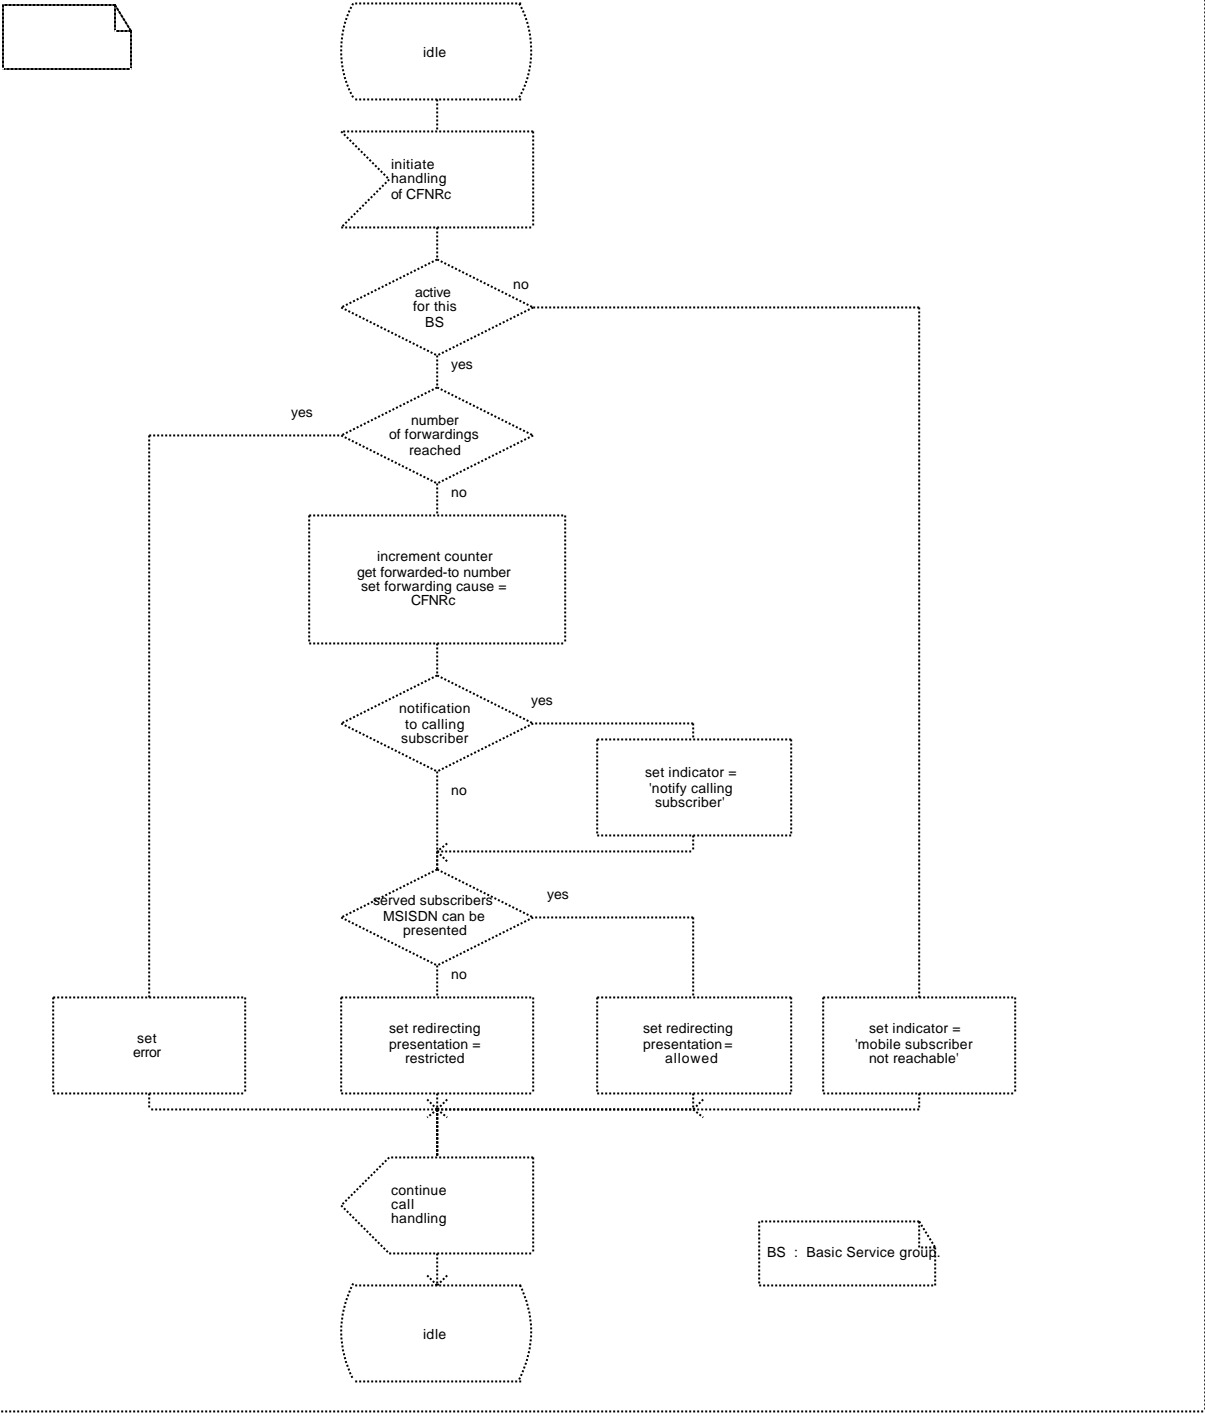 idle
initiate
handling
of CFNRc
active
for this
BS
no
yes
number
of forwardings
reached
yes
no
increment counter
get forwarded-to number
set forwarding cause =
CFNRc
notification
to calling
subscriber
yes
set indicator =
'notify calling
subscriber'
no
served subscribers
MSISDN can be
presented
yes
no
set
error
set redirecting
presentation =
restricted
set redirecting
presentation =
allowed
set indicator =
'mobile subscriber
not reachable'
continue
call
handling
BS : Basic Service group.
idle